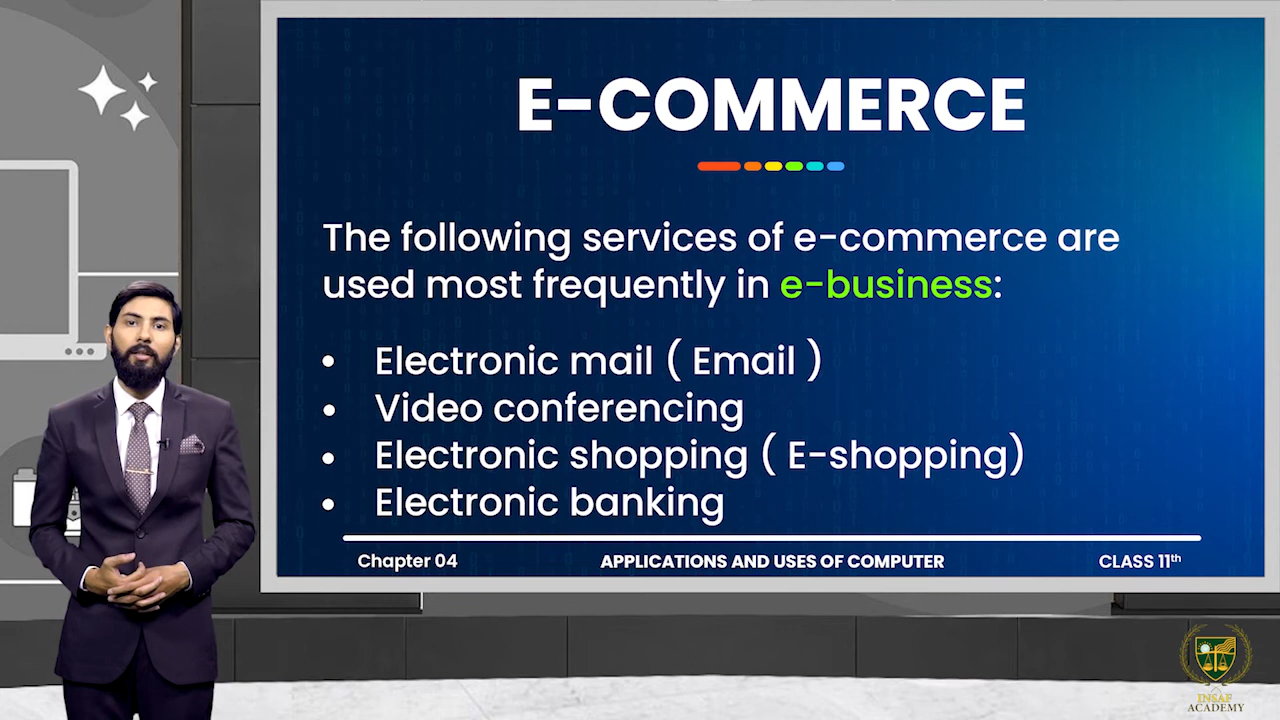 E-COMMERCE
The following services of e-commerce are
used most frequently in e-business:
• Electronic mail ( Email )
• Video conferencing
• Electronic shopping ( E-shopping)
• Electronic banking
Chapter 04 APPLICATIONS AND USES OF COMPUTER CLASS 11th
INSAF
ACADEMY